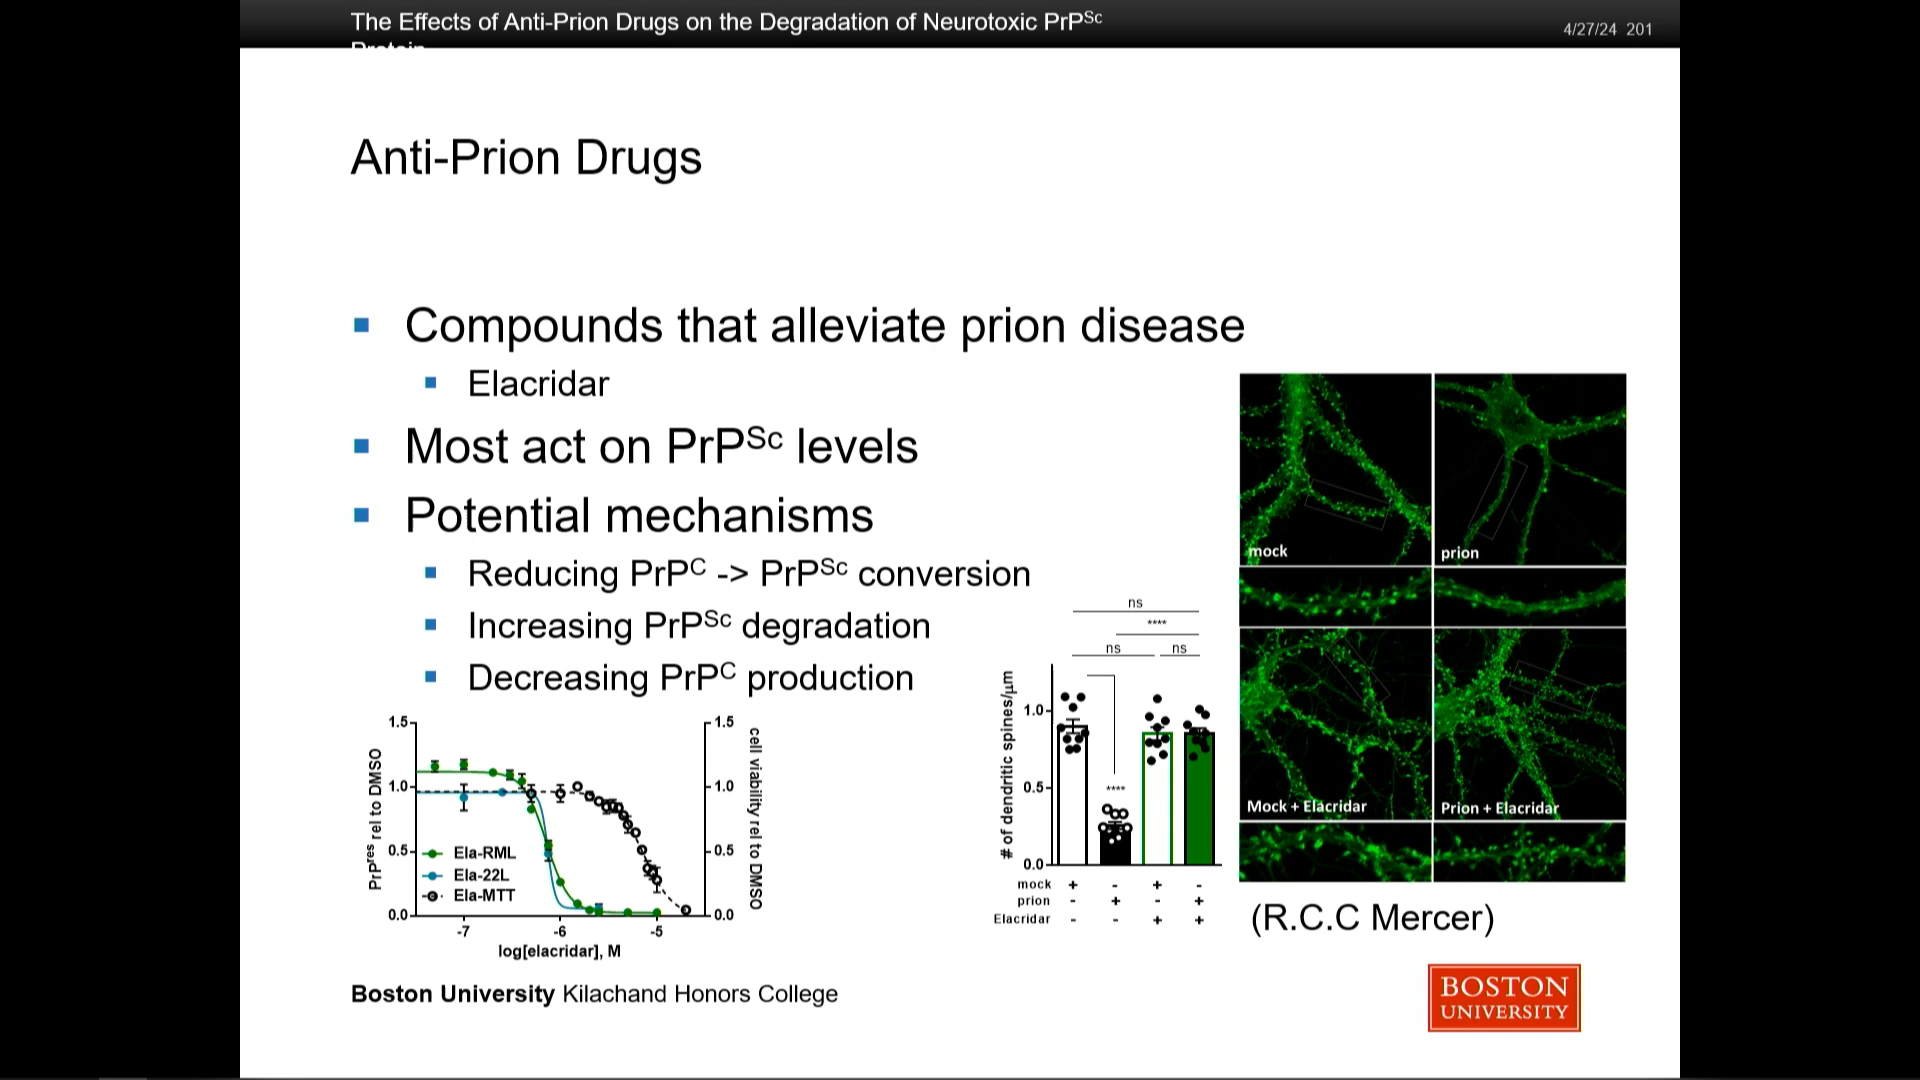 The Effects of Anti-Prion Drugs on the Degradation of Neurotoxic PrPSc
Protein
4/27/24 201
Anti-Prion Drugs
Compounds that alleviate prion disease
Elacridar
Most act on PrPSc levels
Potential mechanisms
Reducing PrPC -> PrPSc conversion
Increasing PrPSc degradation
Decreasing PrPC production
PrPres rel to DMSO
1.5
1.0
0.5
0.0
Ela-RML
Ela-22L
Ela-MTT
-7 -6 -5
log[elacridar], M
1.5
1.0
0.5
0.0
cell viability rel to DMSO
ns
****
ns ns
# of dendritic spines/µm
1.0
0.5
0.0
****
mock + - + -
prion - + - +
Elacridar - - + +
mock
prion
Mock + Elacridar
Prion + Elacridar
(R.C.C Mercer)
Boston University Kilachand Honors College
BOSTON
UNIVERSITY